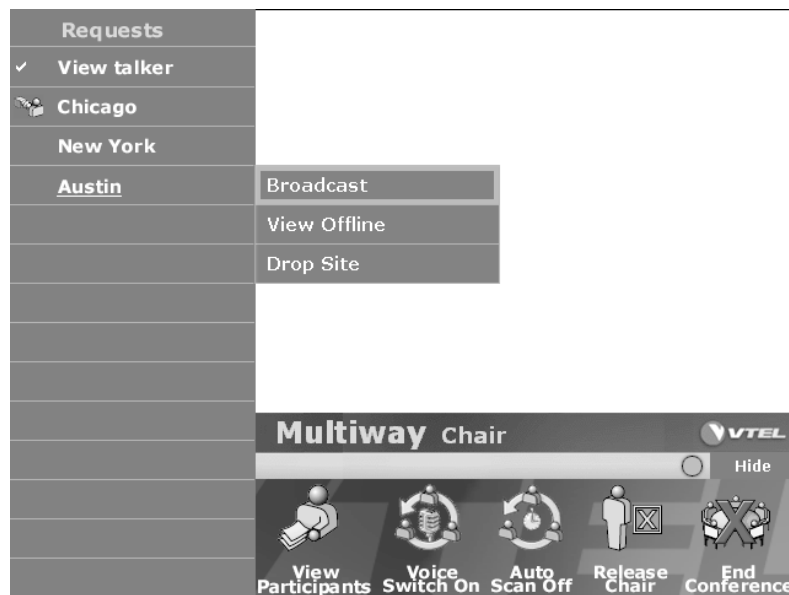 Requests
View talker
Chicago
New York
Austin
Broadcast
View Offline
Drop Site
Multiway Chair
VTEL
Hide
View
Participants
Voice
Switch On
Auto
Scan Off
Release
Chair
End
Conference